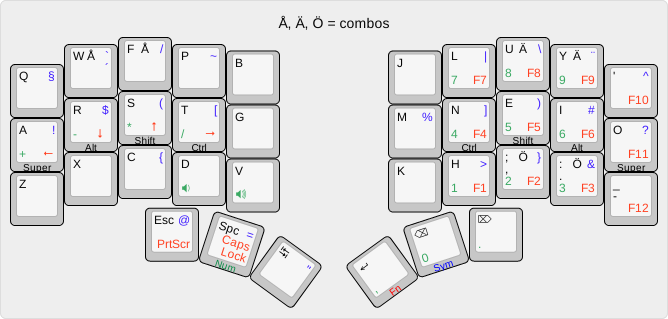 Å, Ä, Ö = combos
Q §
W Å ` ´
F Å /
P ~
B
J
L |
7 F7
U Ä \
8 F8
Y Ä ¨
9 F9
' ^
F10
A !
+ ←
Super
R $
- ↓
Alt
S (
* ↑
Shift
T [
/ →
Ctrl
G
M %
N ]
4 F4
Ctrl
E )
5 F5
Shift
I #
6 F6
Alt
O ?
F11
Super
Z
X
C {
D
V
K
H >
1 F1
; Ö }
, 2 F2
: Ö &
. 3 F3
_
- F12
Esc @
PrtScr
Spc =
Caps
Lock
Num
"
.
Fn
0
Sym
.